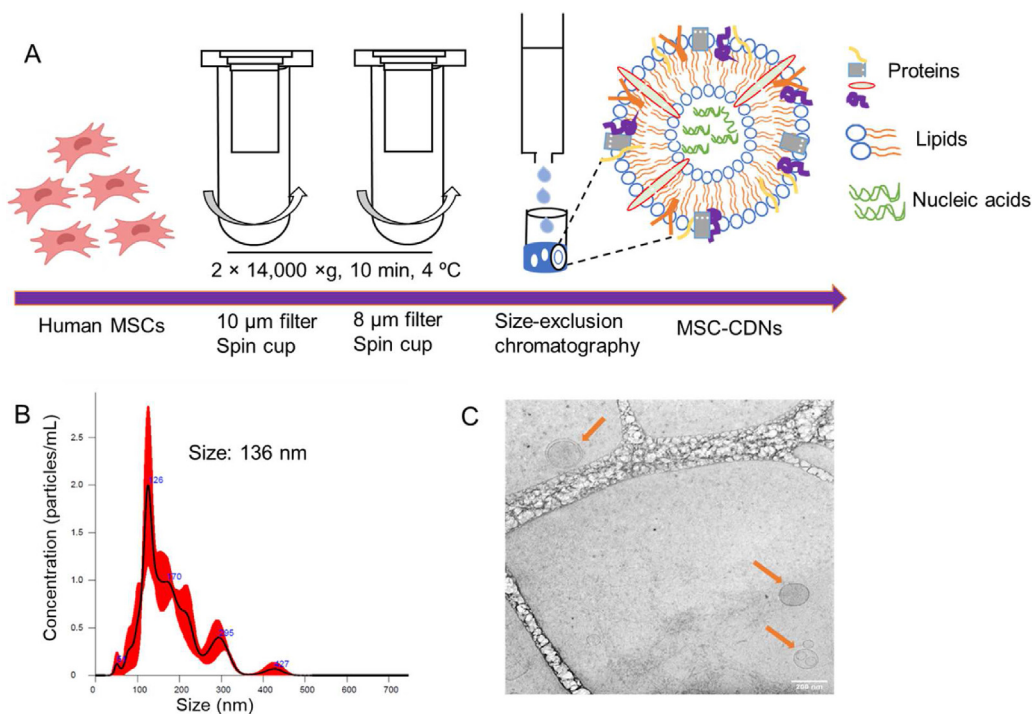 A
Proteins
Lipids
Nucleic acids
2 × 14,000 ×g, 10 min, 4 ºC
Human MSCs
10 µm filter
Spin cup
8 µm filter
Spin cup
Size-exclusion
chromatography
MSC-CDNs
B
Size: 136 nm
Concentration (particles/mL)
2.5
2.0
1.5
1.0
0.5
0
126
170
295
427
0 100 200 300 400 500 600 700
Size (nm)
C
200 nm